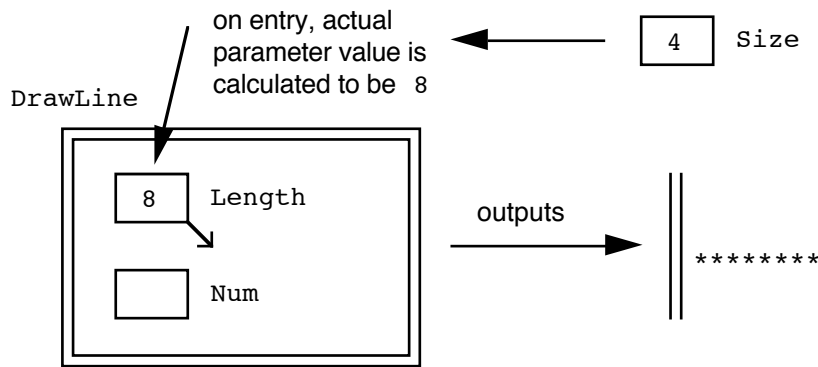 on entry, actual
parameter value is
calculated to be 8
4 Size
DrawLine
8 Length
Num
outputs
********